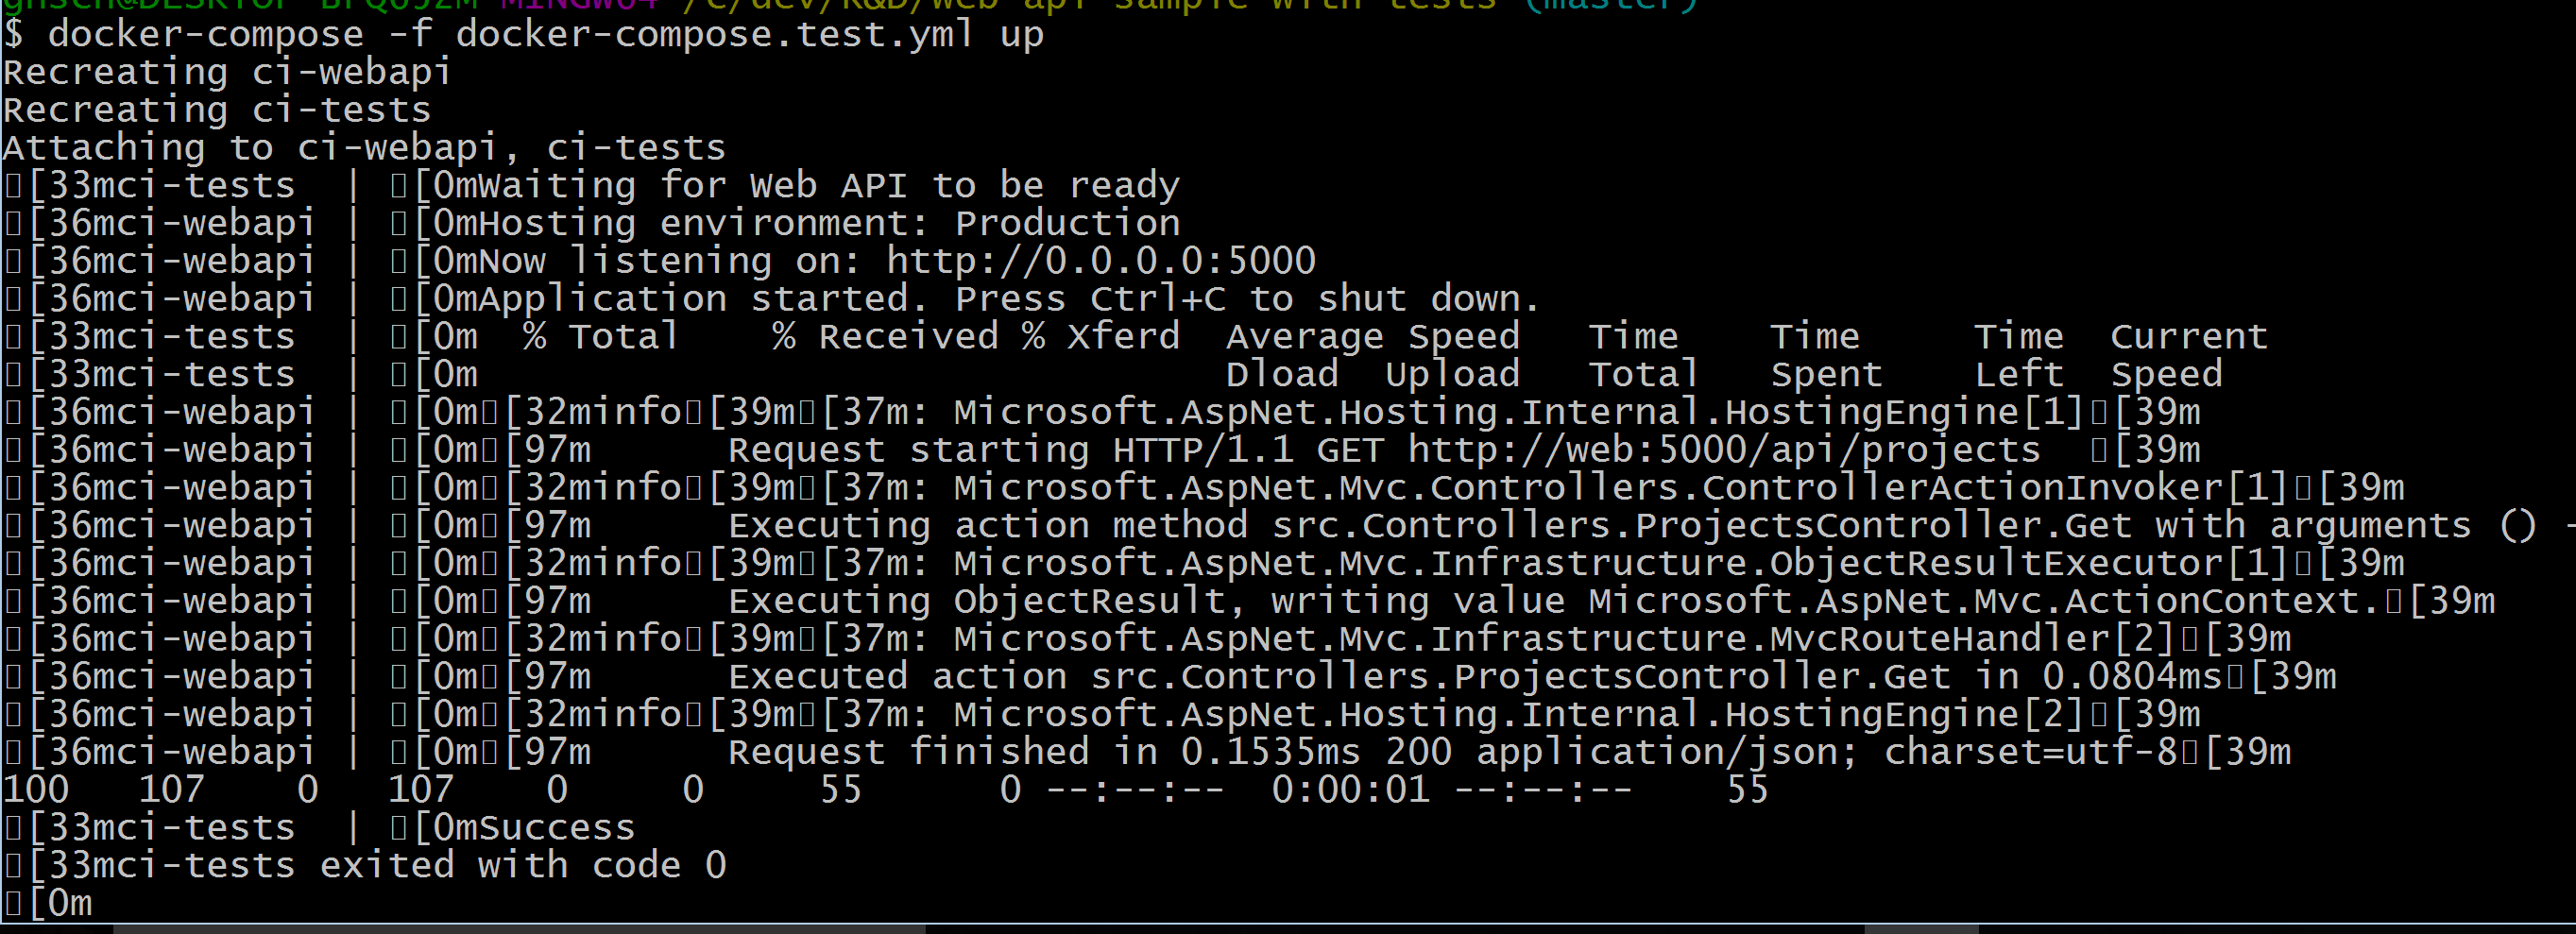 MINGW64 /c/dev/R&D/Web api sample with tests (master)
$ docker-compose -f docker-compose.test.yml up
Recreating ci-webapi
Recreating ci-tests
Attaching to ci-webapi, ci-tests
▯[33mci-tests  | ▯[0mWaiting for Web API to be ready
▯[36mci-webapi | ▯[0mHosting environment: Production
▯[36mci-webapi | ▯[0mNow listening on: http://0.0.0.0:5000
▯[36mci-webapi | ▯[0mApplication started. Press Ctrl+C to shut down.
▯[33mci-tests  | ▯[0m  % Total    % Received % Xferd  Average Speed   Time    Time     Time  Current
▯[33mci-tests  | ▯[0m                                 Dload  Upload   Total   Spent    Left  Speed
▯[36mci-webapi | ▯[0m▯[32minfo▯[39m▯[37m: Microsoft.AspNet.Hosting.Internal.HostingEngine[1]▯[39m
▯[36mci-webapi | ▯[0m▯[97m      Request starting HTTP/1.1 GET http://web:5000/api/projects  ▯[39m
▯[36mci-webapi | ▯[0m▯[32minfo▯[39m▯[37m: Microsoft.AspNet.Mvc.Controllers.ControllerActionInvoker[1]▯[39m
▯[36mci-webapi | ▯[0m▯[97m      Executing action method src.Controllers.ProjectsController.Get with arguments () -
▯[36mci-webapi | ▯[0m▯[32minfo▯[39m▯[37m: Microsoft.AspNet.Mvc.Infrastructure.ObjectResultExecutor[1]▯[39m
▯[36mci-webapi | ▯[0m▯[97m      Executing ObjectResult, writing value Microsoft.AspNet.Mvc.ActionContext.▯[39m
▯[36mci-webapi | ▯[0m▯[32minfo▯[39m▯[37m: Microsoft.AspNet.Mvc.Infrastructure.MvcRouteHandler[2]▯[39m
▯[36mci-webapi | ▯[0m▯[97m      Executed action src.Controllers.ProjectsController.Get in 0.0804ms▯[39m
▯[36mci-webapi | ▯[0m▯[32minfo▯[39m▯[37m: Microsoft.AspNet.Hosting.Internal.HostingEngine[2]▯[39m
▯[36mci-webapi | ▯[0m▯[97m      Request finished in 0.1535ms 200 application/json; charset=utf-8▯[39m
100   107    0   107    0     0     55      0 --:--:--  0:00:01 --:--:--    55
▯[33mci-tests  | ▯[0mSuccess
▯[33mci-tests exited with code 0
▯[0m